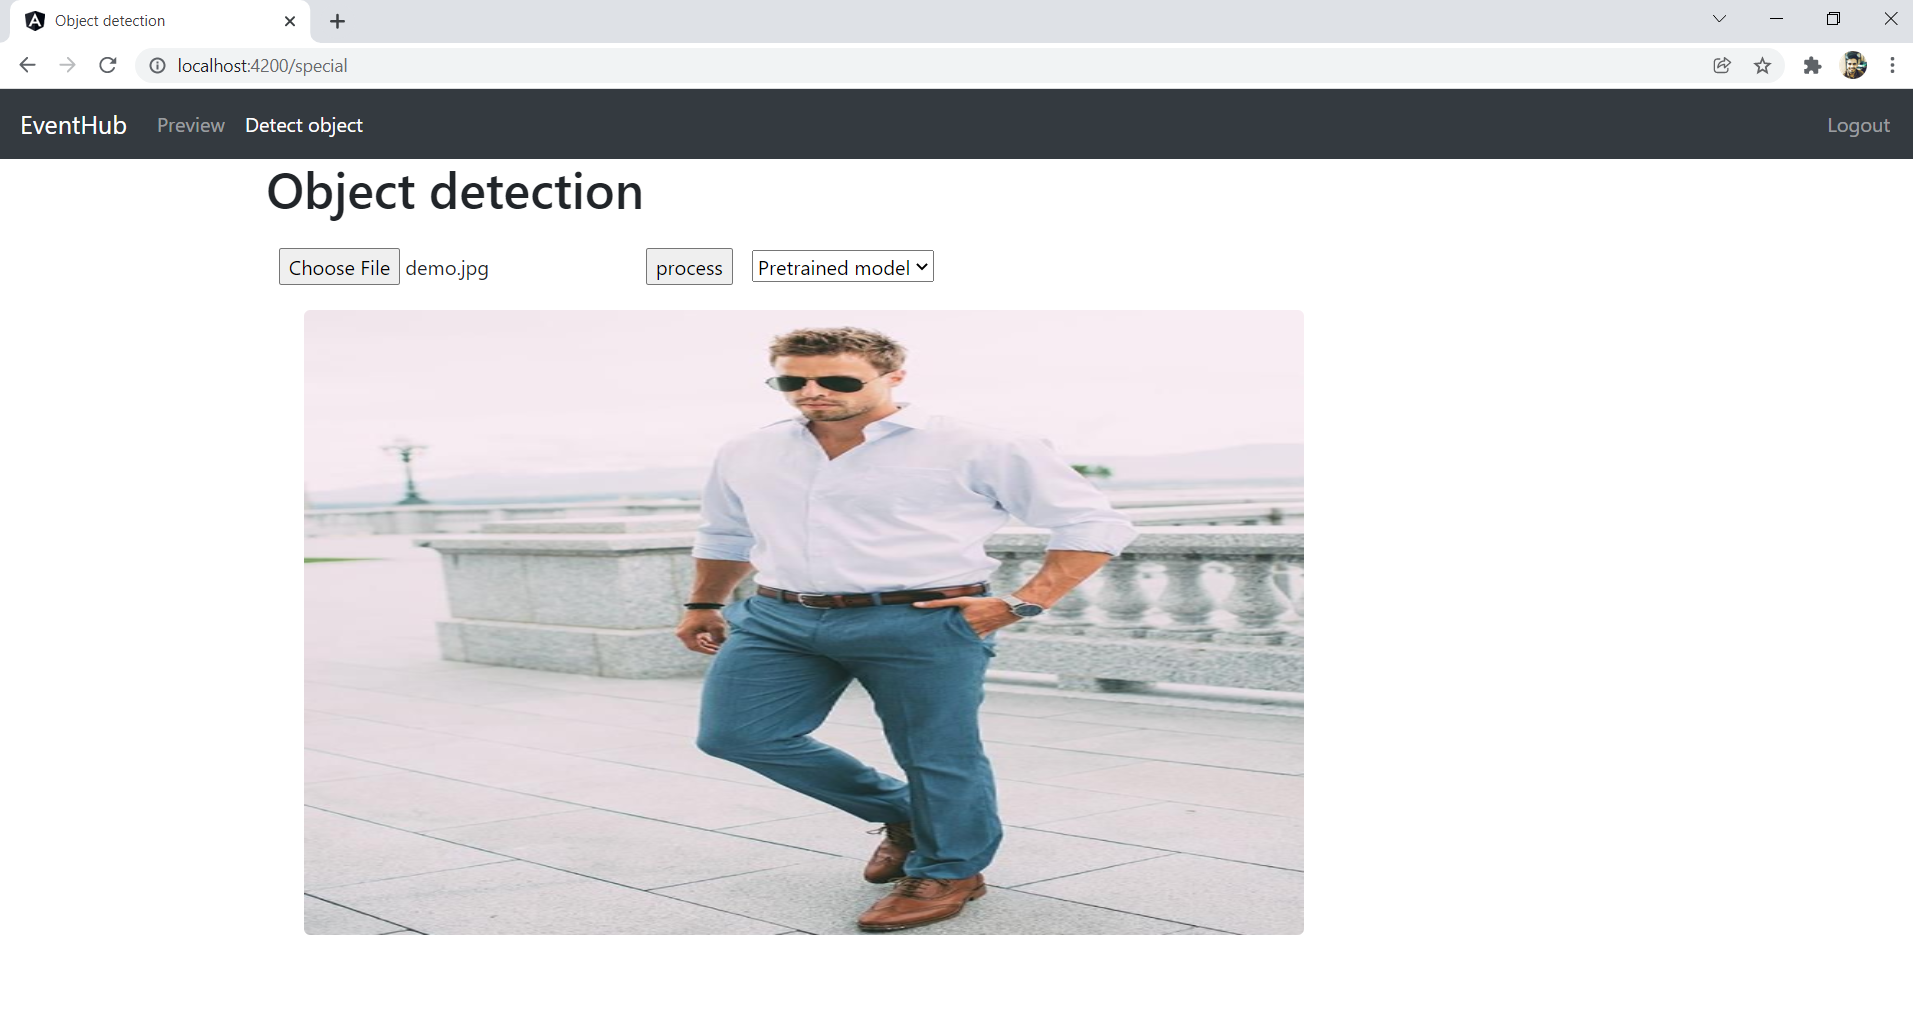 Object detection
localhost:4200/special
EventHub Preview Detect object Logout
Object detection
Choose File demo.jpg process Pretrained model